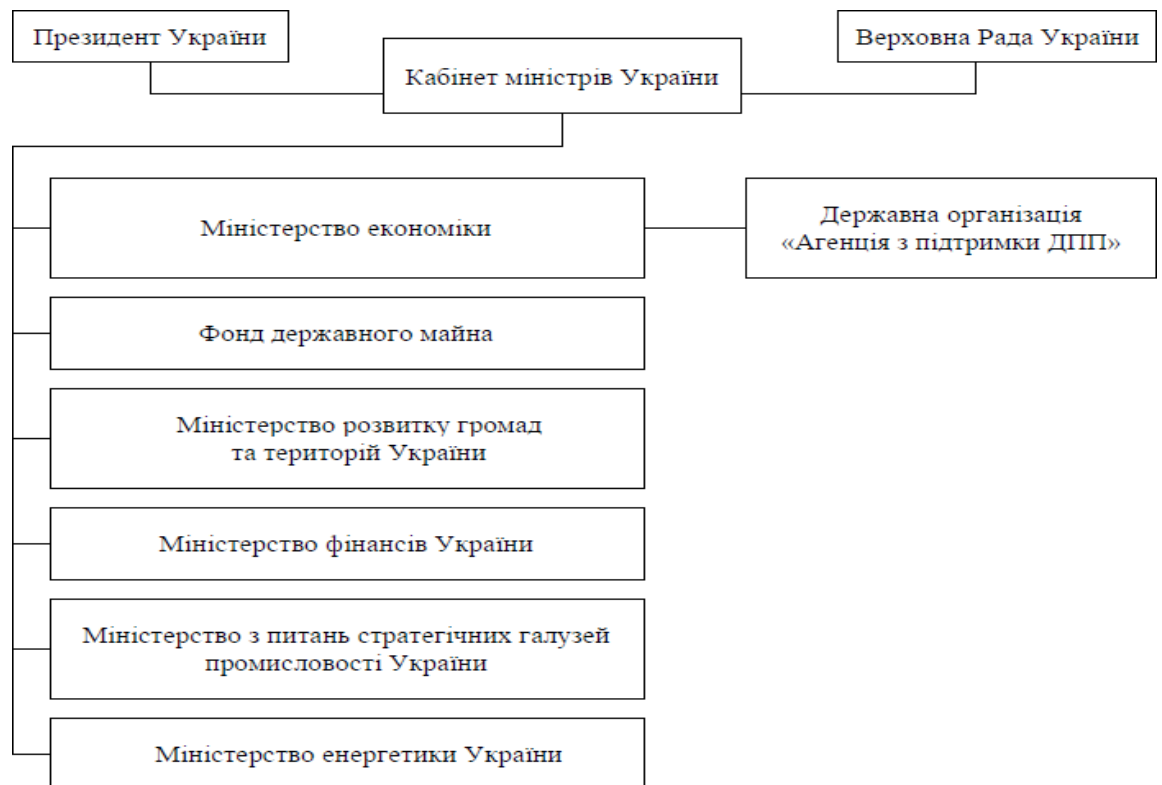 Президент України
Верховна Рада України
Кабінет міністрів України
Міністерство економіки
Державна організація
«Агенція з підтримки ДПП»
Фонд державного майна
Міністерство розвитку громад
та територій України
Міністерство фінансів України
Міністерство з питань стратегічних галузей
промисловості України
Міністерство енергетики України